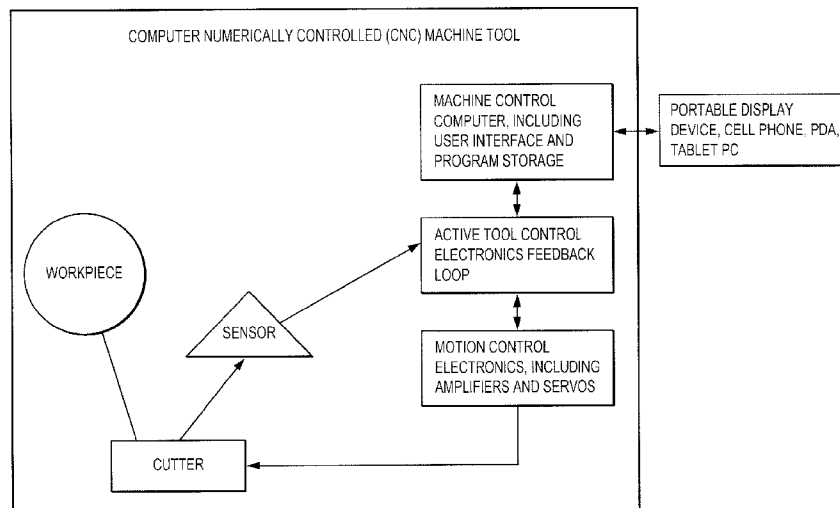 COMPUTER NUMERICALLY CONTROLLED (CNC) MACHINE TOOL
MACHINE CONTROL
COMPUTER, INCLUDING
USER INTERFACE AND
PROGRAM STORAGE
PORTABLE DISPLAY
DEVICE, CELL PHONE, PDA,
TABLET PC
ACTIVE TOOL CONTROL
ELECTRONICS FEEDBACK
LOOP
WORKPIECE
SENSOR
MOTION CONTROL
ELECTRONICS, INCLUDING
AMPLIFIERS AND SERVOS
CUTTER